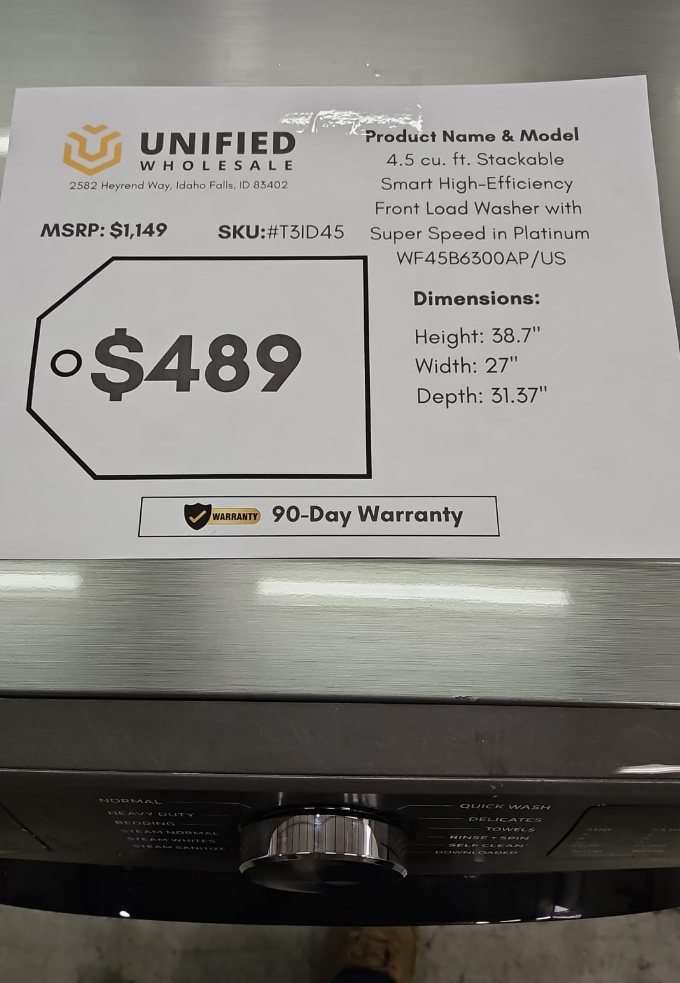 UNIFIED
WHOLESALE
2582 Heyrend Way, Idaho Falls, ID 83402
MSRP: $1,149
SKU:#T3ID45
Product Name & Model
4.5 cu. ft. Stackable
Smart High-Efficiency
Front Load Washer with
Super Speed in Platinum
WF45B6300AP/US
$489
Dimensions:
Height: 38.7"
Width: 27"
Depth: 31.37"
WARRANTY 90-Day Warranty
NORMAL
HEAVY DUTY
BEDDING
STEAM NORMAL
STEAM WHITES
STEAM SANITIZE
QUICK WASH
DELICATES
TOWELS
RINSE + SPIN
SELF CLEAN
DOWNLOADED